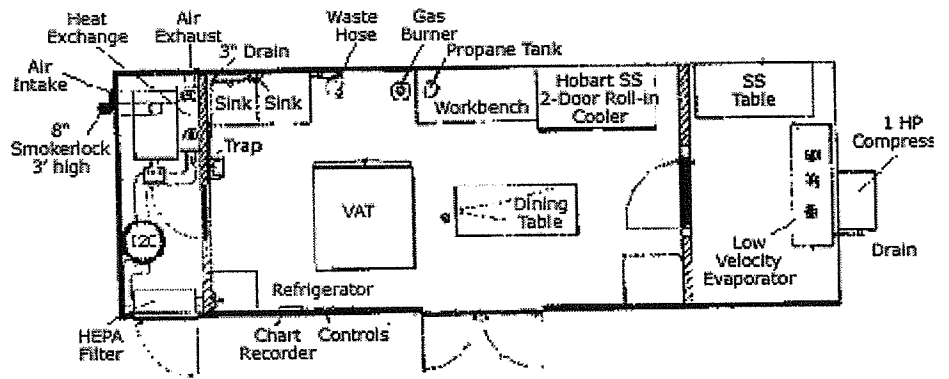 Heat
Exchange
Air
Exhaust
Waste
Hose
Gas
Burner
3" Drain
Propane Tank
Air
Intake
Sink
Sink
Workbench
Hobart SS
2-Door Roll-in
Cooler
SS
Table
8"
Smokerlock
3' high
Trap
1 HP
Compress
VAT
Dining
Table
Low
Velocity
Evaporator
Drain
Refrigerator
HEPA
Filter
Chart
Recorder
Controls